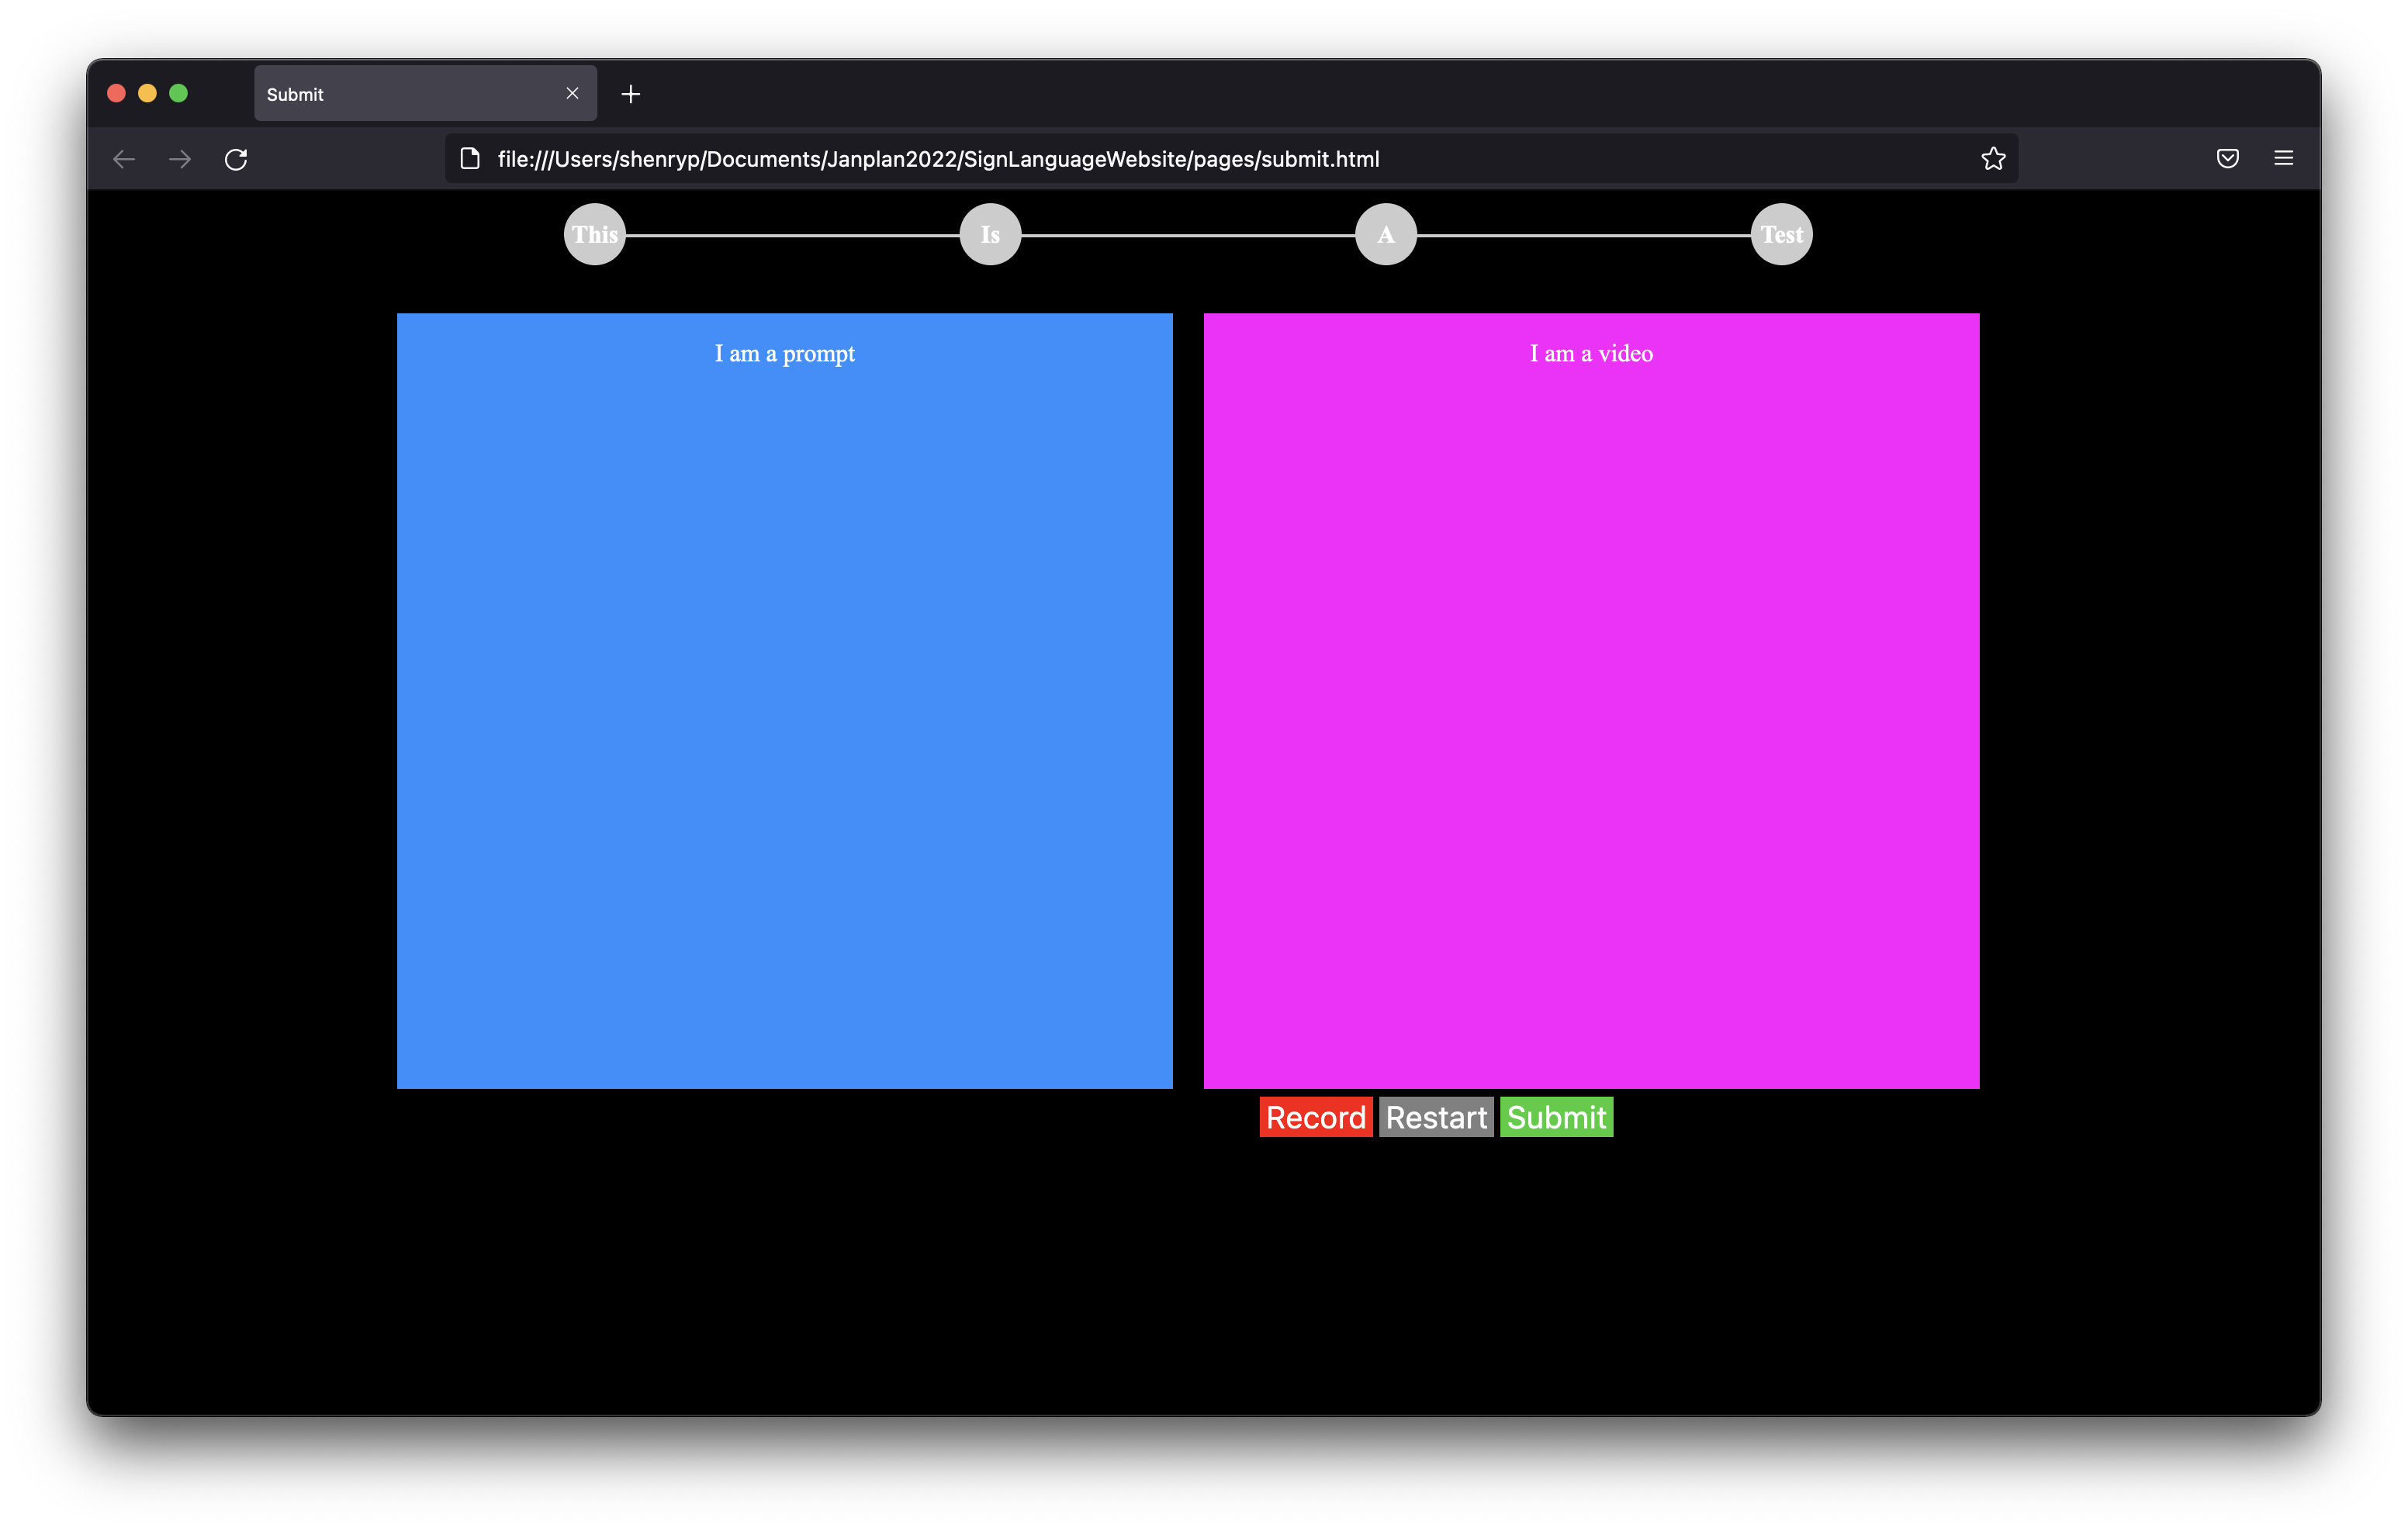 Submit
file:///Users/shenryp/Documents/Janplan2022/SignLanguageWebsite/pages/submit.html
This Is A Test
I am a prompt
I am a video
Record Restart Submit